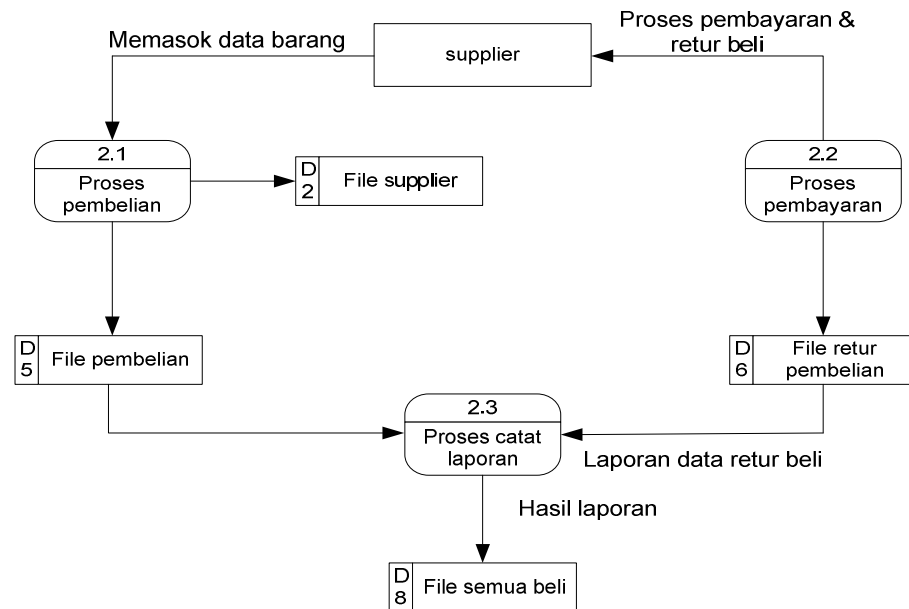 Memasok data barang
supplier
Proses pembayaran &
retur beli
2.1
Proses
pembelian
D
2
File supplier
2.2
Proses
pembayaran
D
5
File pembelian
D
6
File retur
pembelian
2.3
Proses catat
laporan
Laporan data retur beli
Hasil laporan
D
8
File semua beli